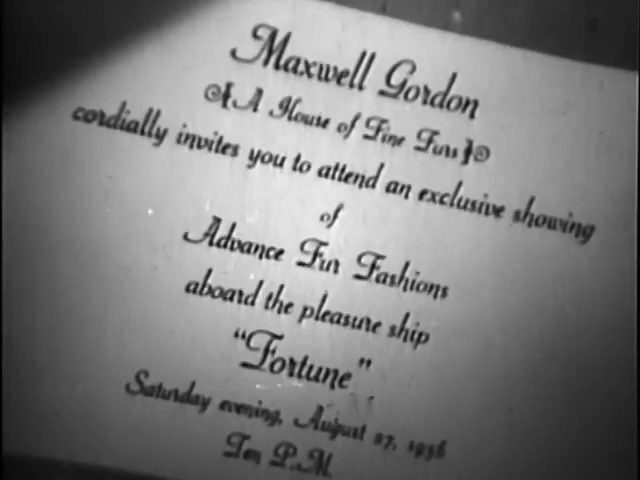 Maxwell Gordon
A House of Fine Furs
cordially invites you to attend an exclusive showing
of
Advance Fur Fashions
aboard the pleasure ship
"Fortune"
Saturday evening, August 27, 1936
Ten P.M.